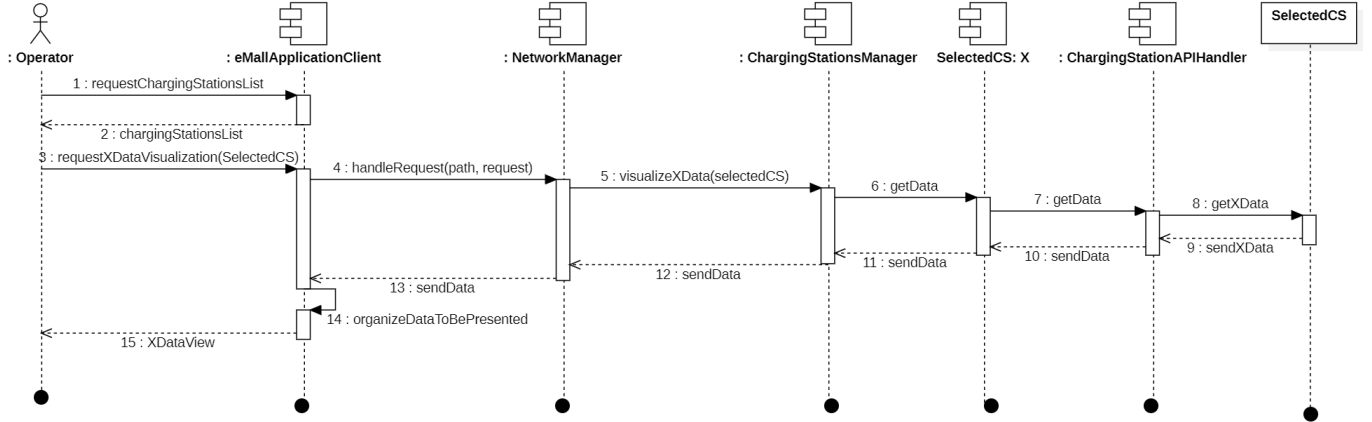 SelectedCS
: Operator
: eMallApplicationClient
: NetworkManager
: ChargingStationsManager
SelectedCS: X
: ChargingStationAPIHandler
1 : requestChargingStationsList
2 : chargingStationsList
3 : requestXDataVisualization(SelectedCS)
4 : handleRequest(path, request)
5 : visualizeXData(selectedCS)
6 : getData
7 : getData
8 : getXData
9 : sendXData
10 : sendData
11 : sendData
12 : sendData
13 : sendData
14 : organizeDataToBePresented
15 : XDataView